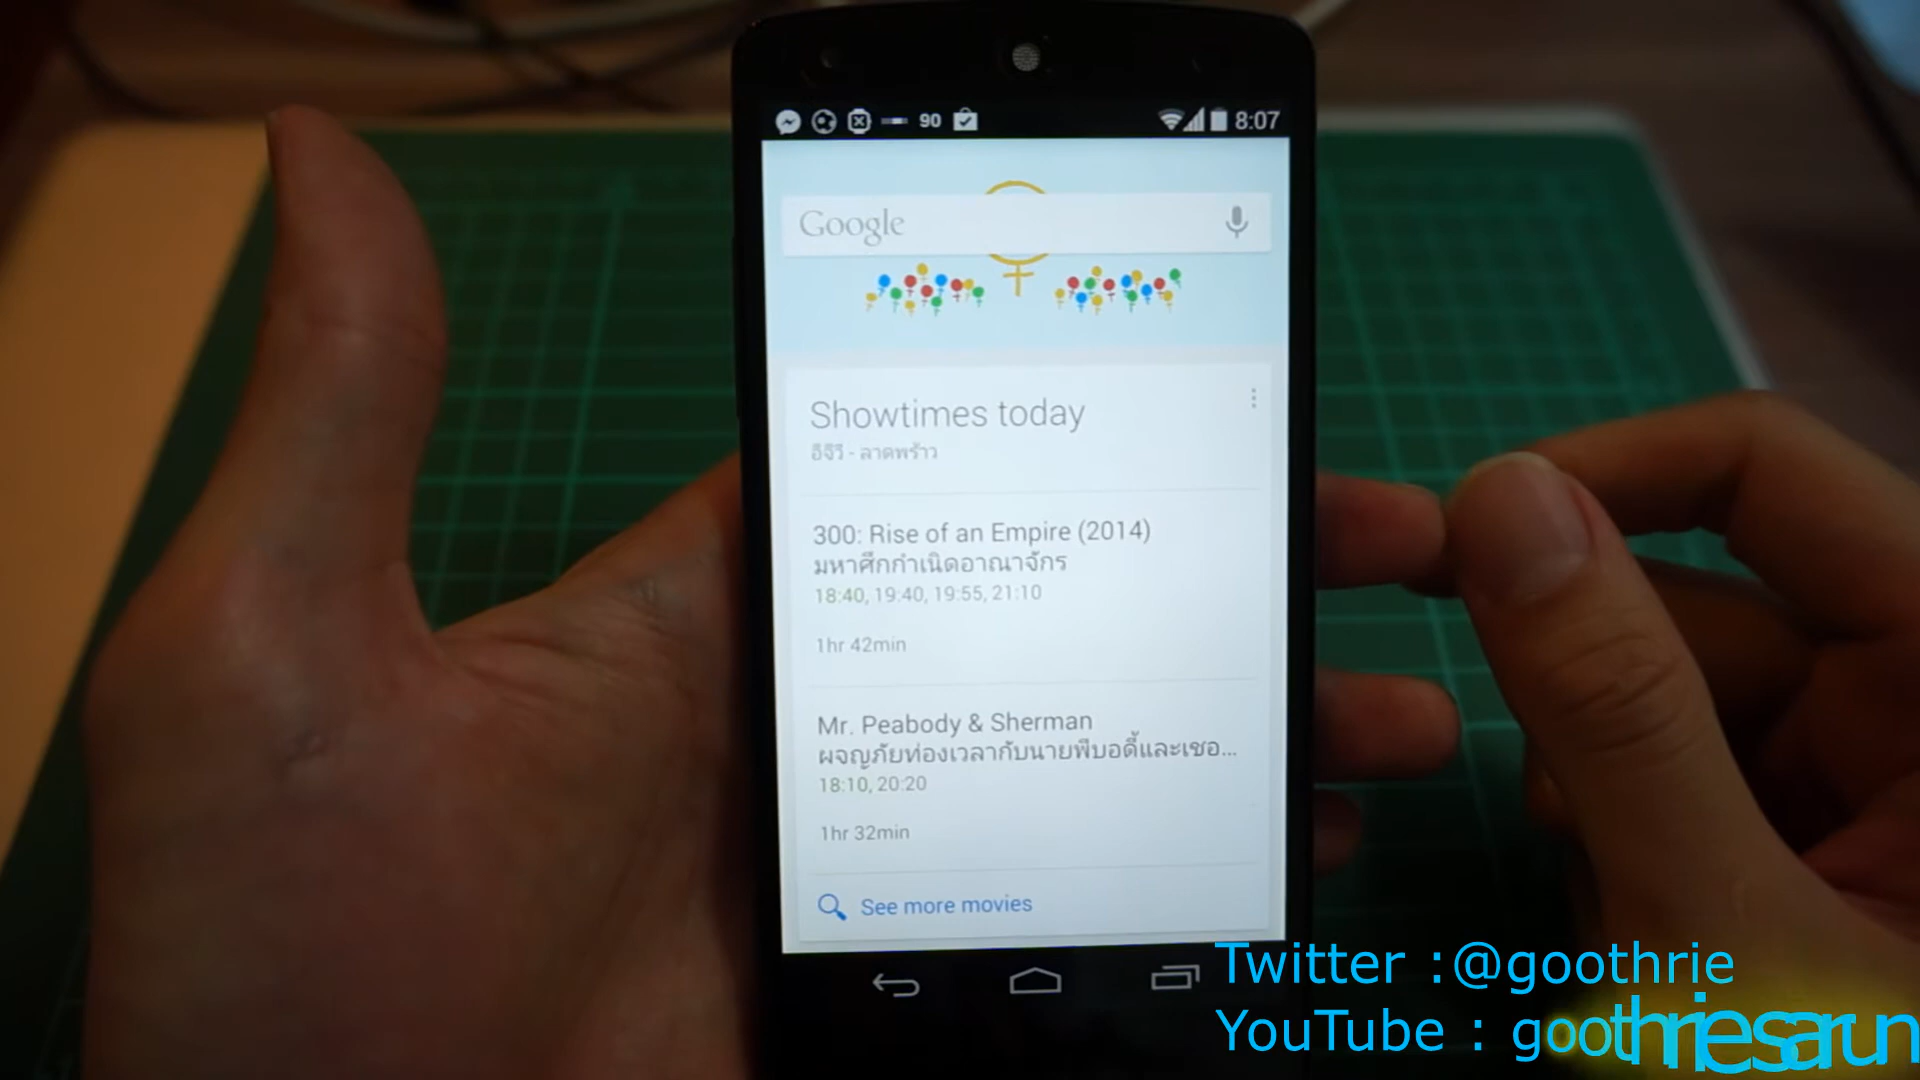 90
8:07
Google
Showtimes today
อีจีวี - ลาดพร้าว
300: Rise of an Empire (2014)
มหาศึกกำเนิดอาณาจักร
18:40, 19:40, 19:55, 21:10
1hr 42min
Mr. Peabody & Sherman
ผจญภัยท่องเวลากับนายพีบอดี้และเชอ...
18:10, 20:20
1hr 32min
See more movies
Twitter :@goothrie
YouTube : goothriesarun